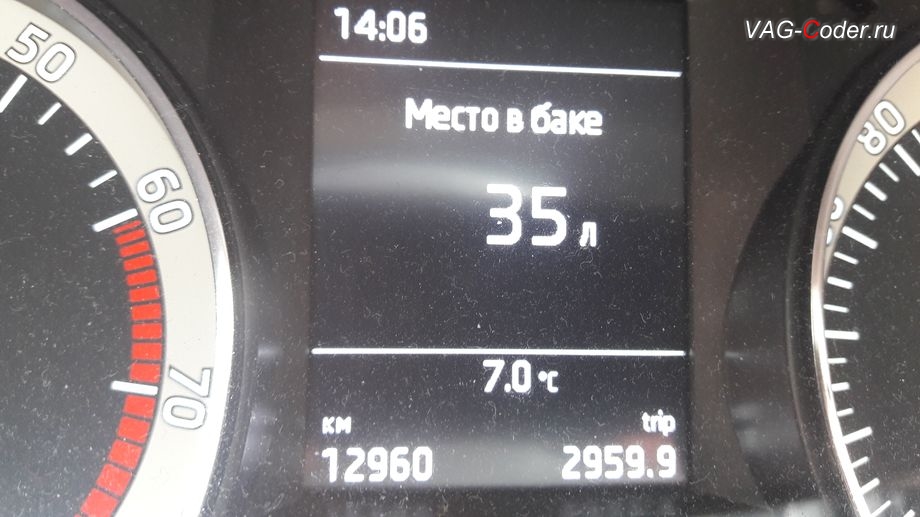 VAG-Coder.ru
14:06
Место в баке
35 л
7.0 °C
км trip
12960 2959.9
50
60
70
80